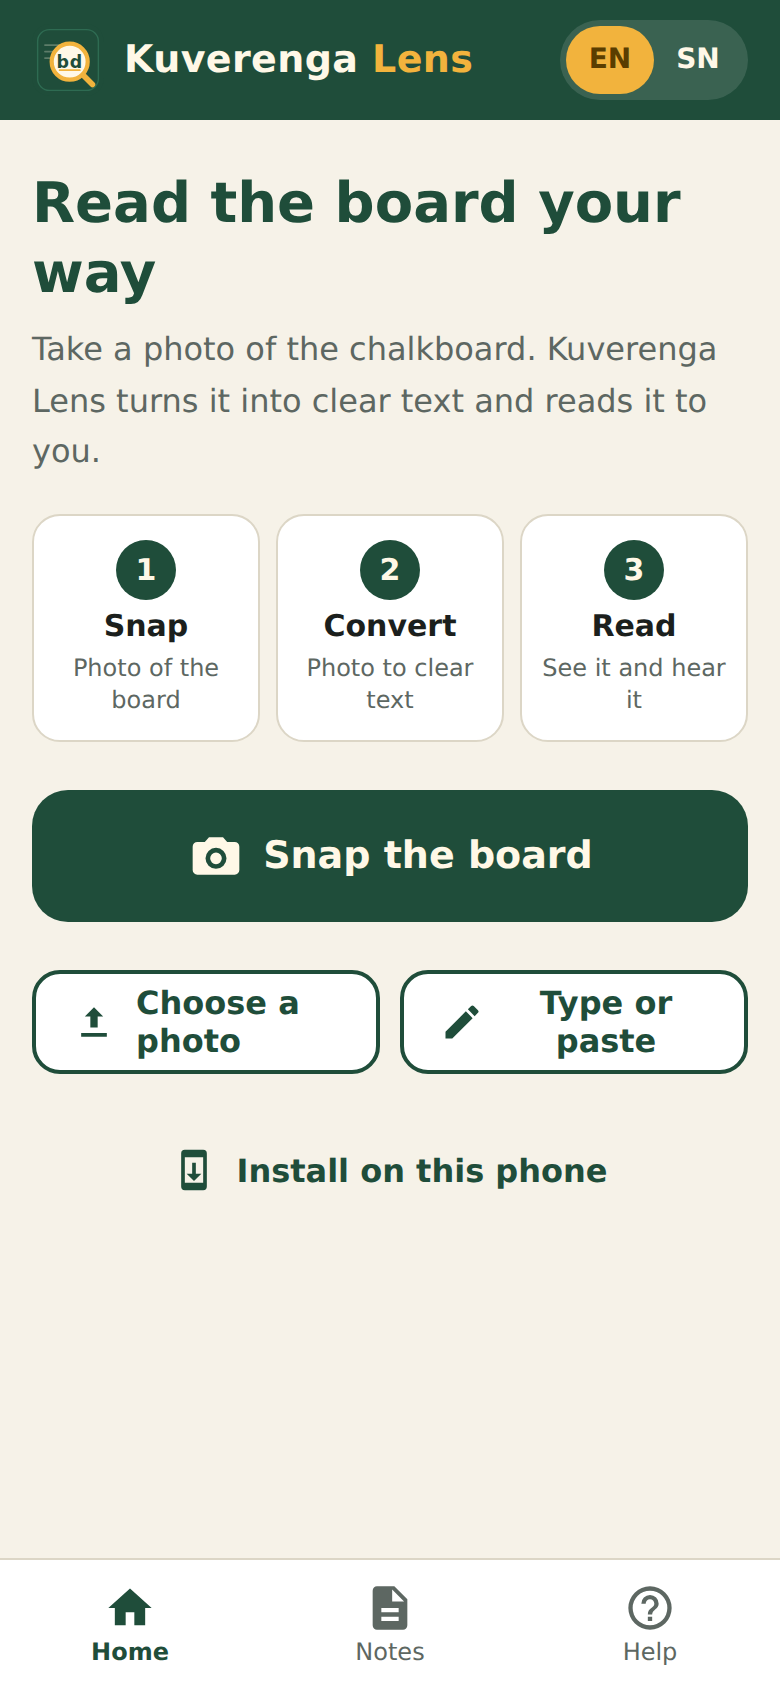 bd
Kuverenga Lens
EN SN
Read the board your
way
Take a photo of the chalkboard. Kuverenga
Lens turns it into clear text and reads it to
you.
1
Snap
Photo of the
board
2
Convert
Photo to clear
text
3
Read
See it and hear
it
Snap the board
Choose a
photo
Type or
paste
Install on this phone
Home
Notes
Help